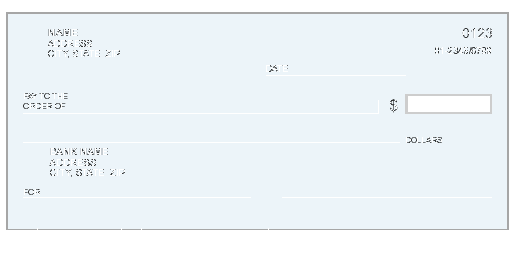 NAME
0123
ADDRESS
CITY, STATE ZIP
DATE
PAY TO THE
ORDER OF
$
DOLLARS
BANK NAME
ADDRESS
CITY, STATE ZIP
FOR